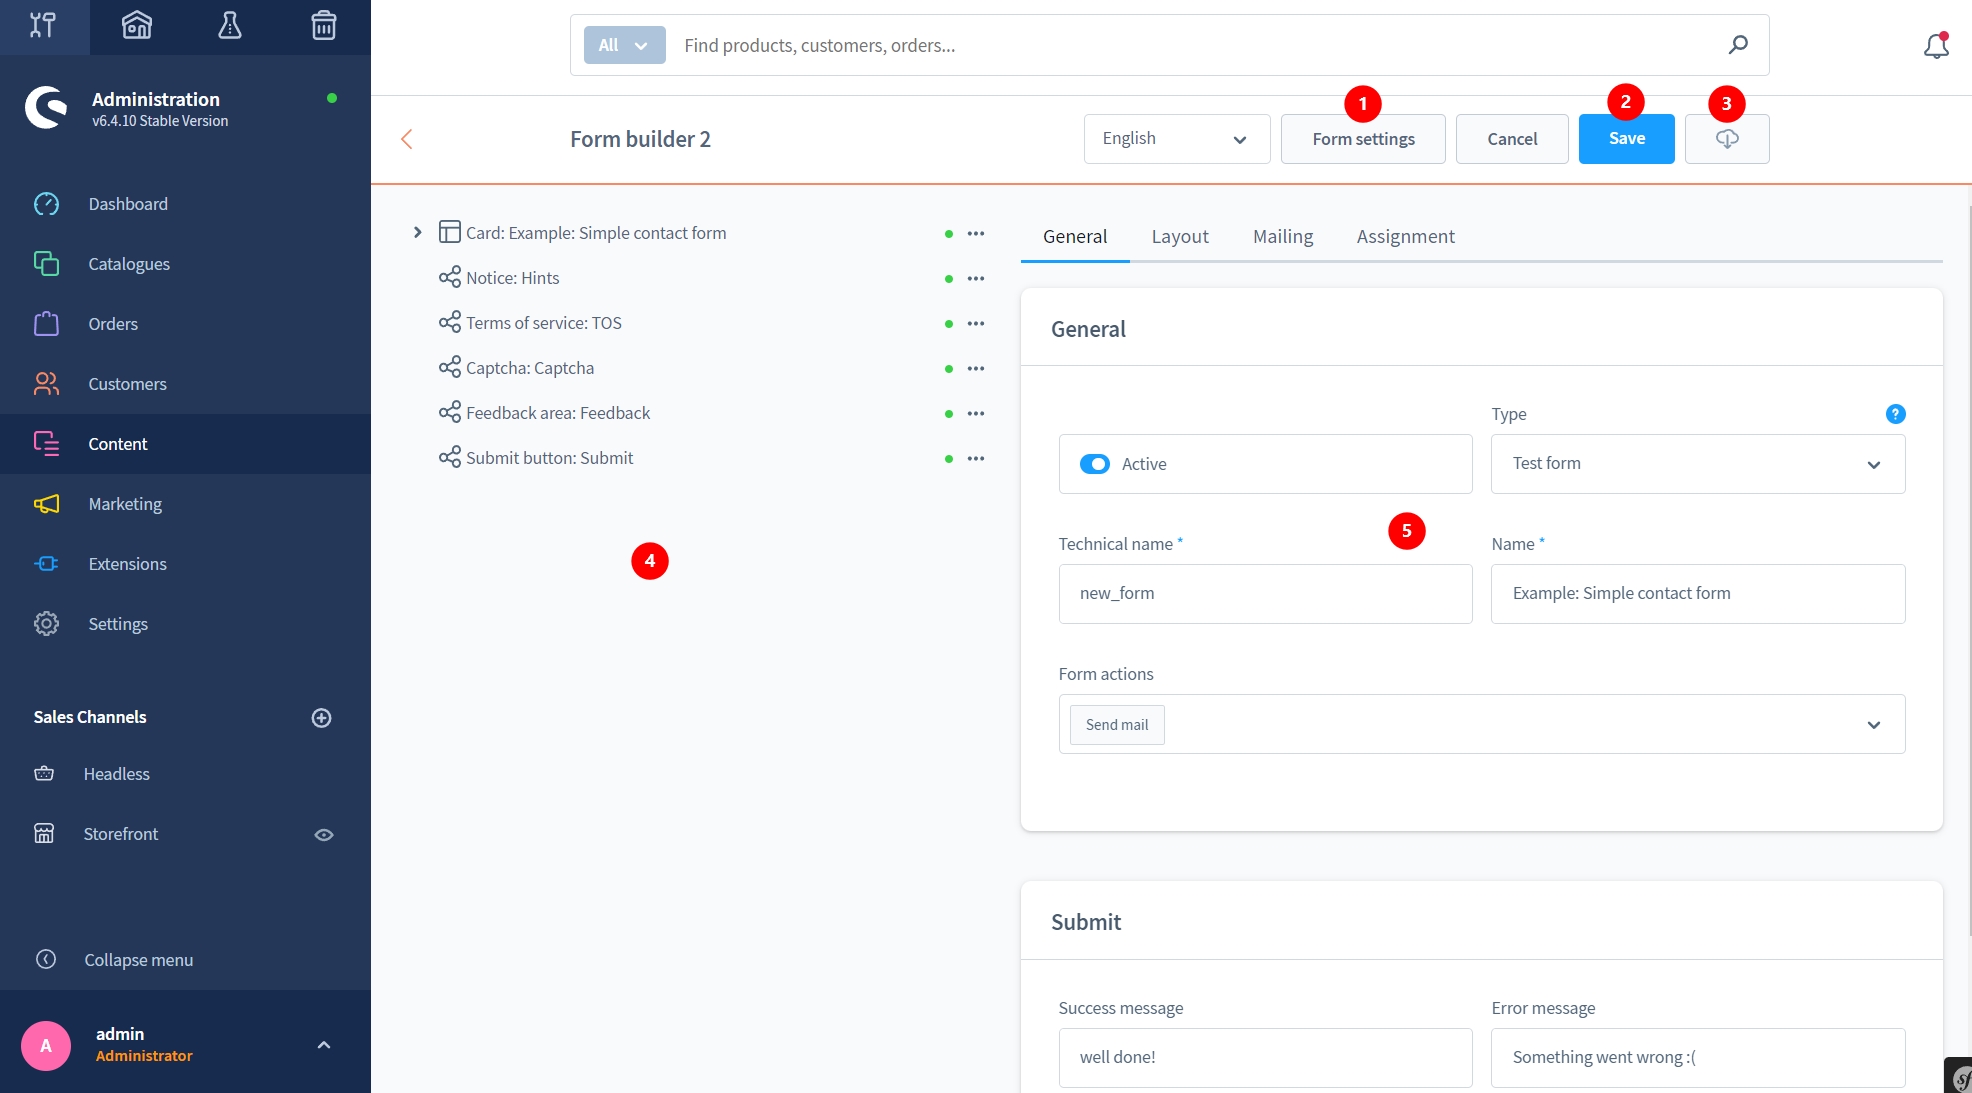 All
Find products, customers, orders...
Administration
v6.4.10 Stable Version
Form builder 2
English
1
Form settings
Cancel
2
Save
3
Dashboard
Catalogues
Orders
Customers
Content
Marketing
Extensions
Settings
Sales Channels
Headless
Storefront
Collapse menu
A
admin
Administrator
Card: Example: Simple contact form
Notice: Hints
Terms of service: TOS
Captcha: Captcha
Feedback area: Feedback
Submit button: Submit
4
General Layout Mailing Assignment
General
Type
?
Active
Test form
5
Technical name *
Name *
new_form
Example: Simple contact form
Form actions
Send mail
Submit
Success message
Error message
well done!
Something went wrong :(
sf